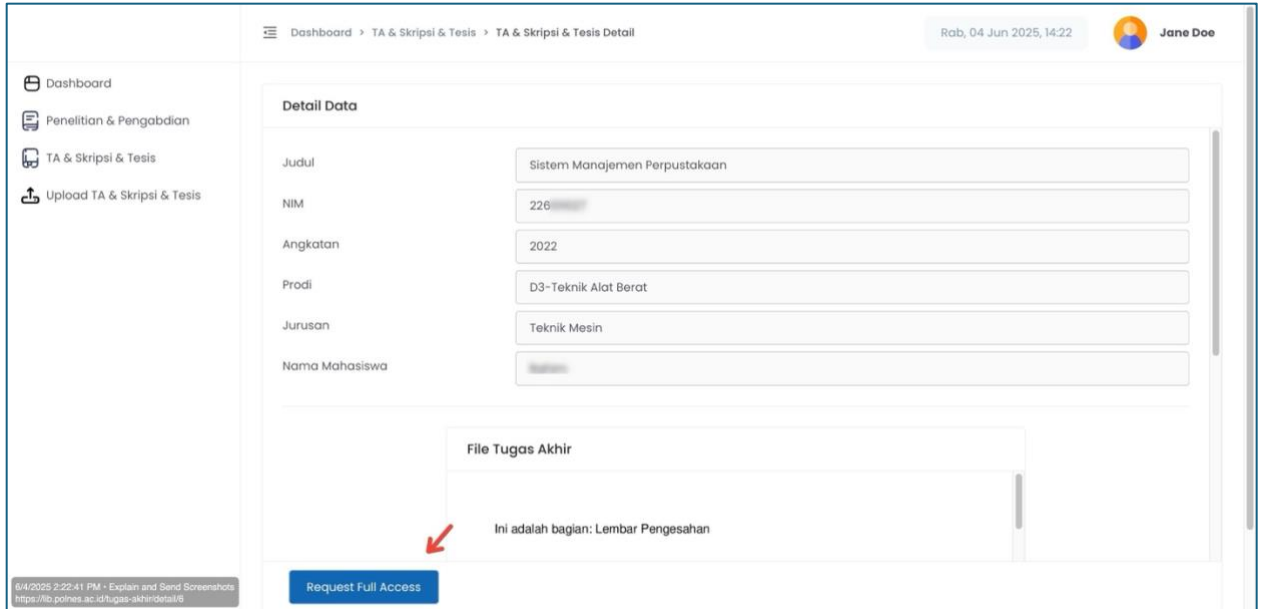 Dashboard > TA & Skripsi & Tesis > TA & Skripsi & Tesis Detail
Rab, 04 Jun 2025, 14:22
Jane Doe
Dashboard
Penelitian & Pengabdian
TA & Skripsi & Tesis
Upload TA & Skripsi & Tesis
Detail Data
Judul
Sistem Manajemen Perpustakaan
NIM
226
Angkatan
2022
Prodi
D3-Teknik Alat Berat
Jurusan
Teknik Mesin
Nama Mahasiswa
File Tugas Akhir
Ini adalah bagian: Lembar Pengesahan
Request Full Access
6/4/2025 2:22:41 PM - Explain and Send Screenshots
https://lib.polnes.ac.id/tugas-akhir/detail/6